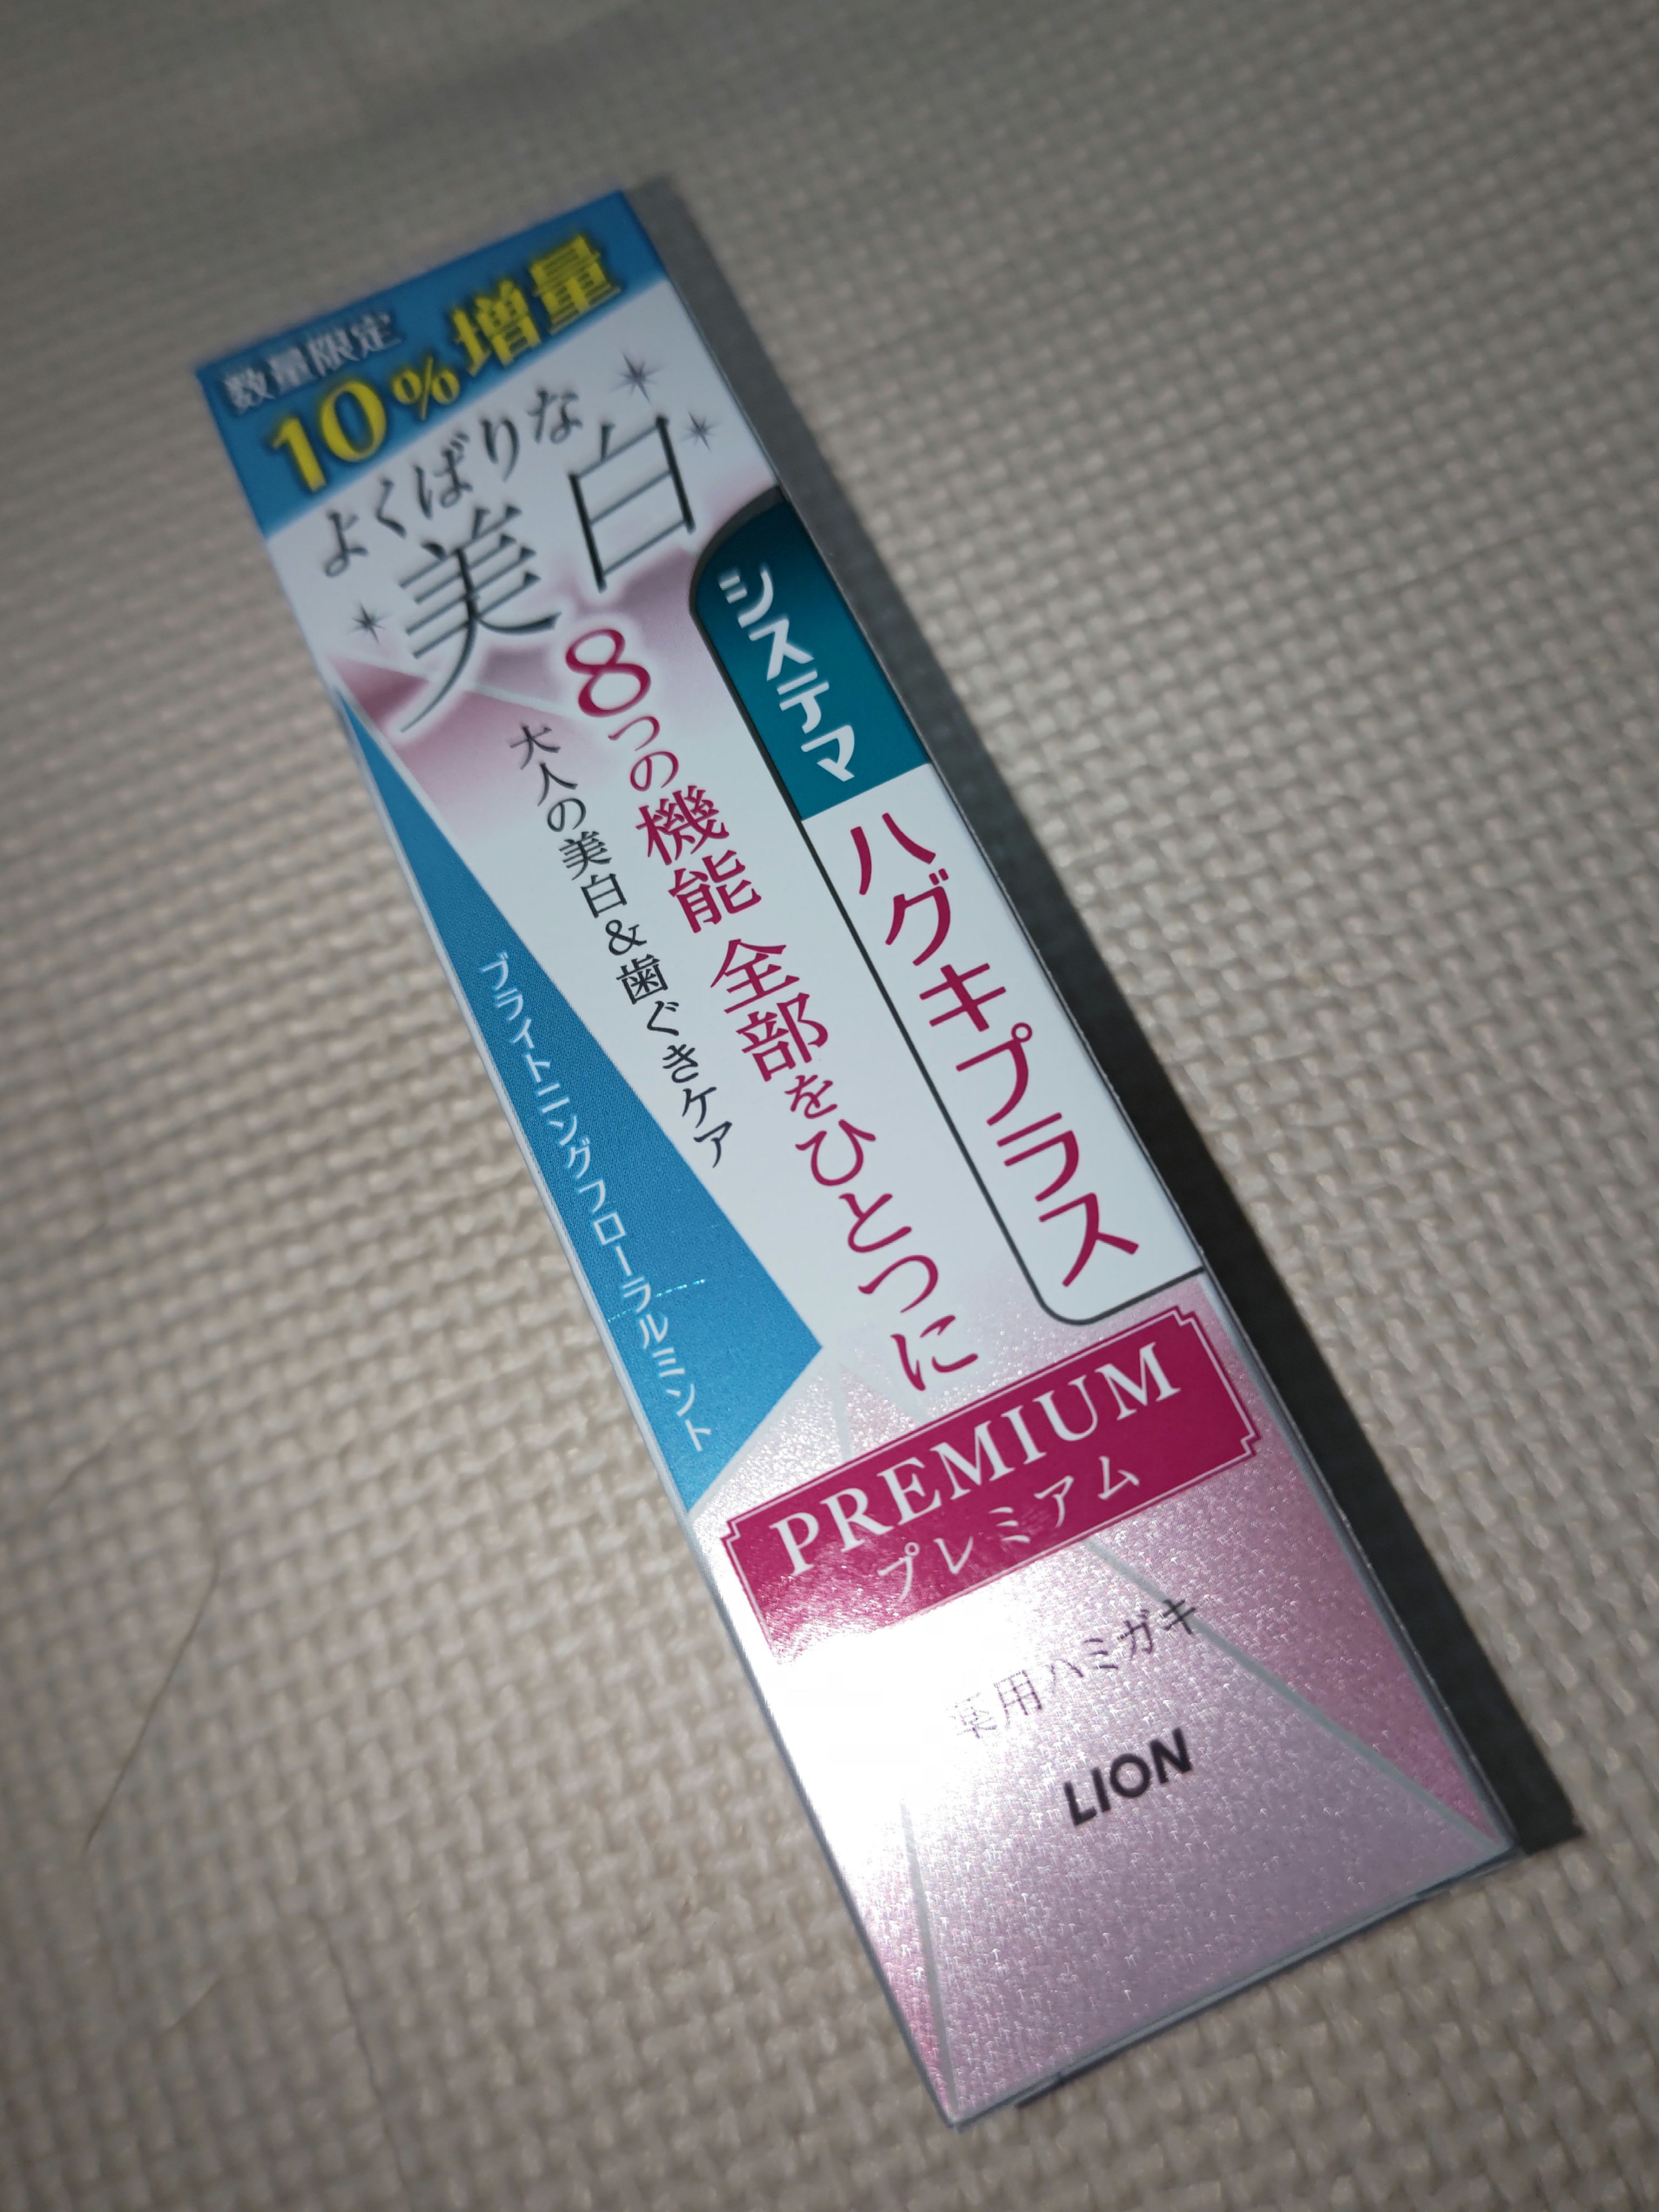 数量限定
10%増量
よくばりな
美白
システマ
ハグキプラス
8つの機能 全部をひとつに
大人の美白&歯ぐきケア
ブライトニングフローラルミント
PREMIUM
プレミアム
薬用ハミガキ
LION